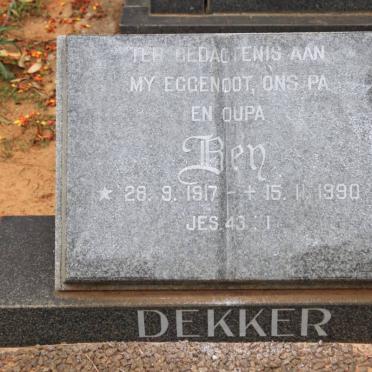 TER GEDAGTENIS AAN
MY EGGENOOT, ONS PA
EN OUPA
Ben
* 28. 9. 1917 - + 15. 11. 1990
JES. 43 : 1
DEKKER